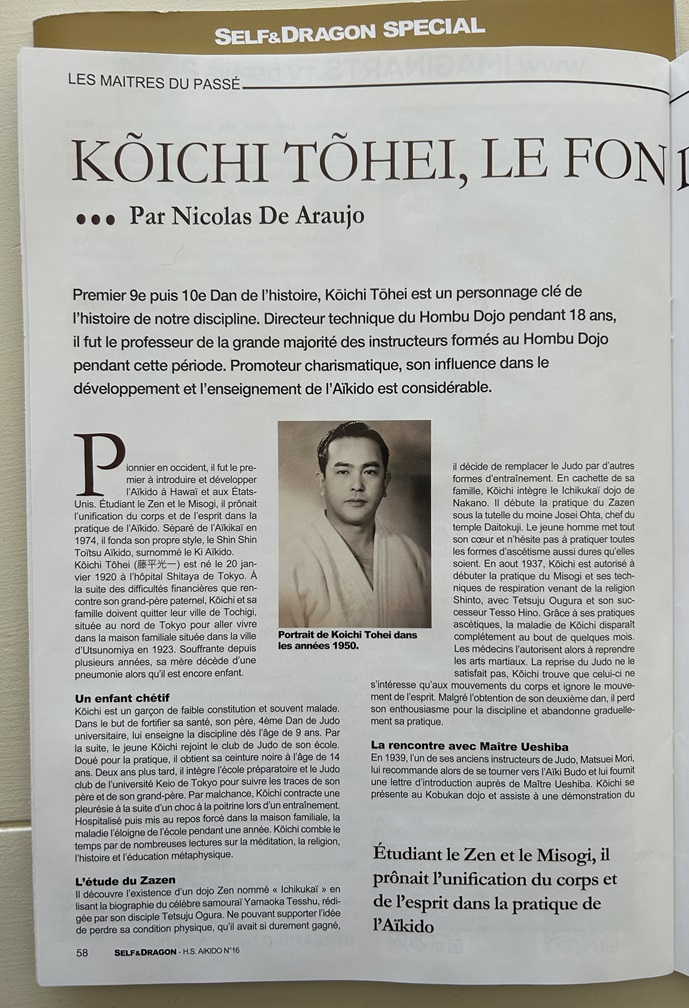 SELF&DRAGON SPECIAL
LES MAITRES DU PASSÉ
KÕICHI TÕHEI, LE FON
••• Par Nicolas De Araujo
Premier 9e puis 10e Dan de l'histoire, Kōichi Tōhei est un personnage clé de
l'histoire de notre discipline. Directeur technique du Hombu Dojo pendant 18 ans,
il fut le professeur de la grande majorité des instructeurs formés au Hombu Dojo
pendant cette période. Promoteur charismatique, son influence dans le
développement et l'enseignement de l'Aïkido est considérable.
Pionnier en occident, il fut le pre-
mier à introduire et développer
l'Aïkido à Hawaï et aux États-
Unis. Étudiant le Zen et le Misogi, il prônait
l'unification du corps et de l'esprit dans la
pratique de l'Aïkido. Séparé de l'Aïkikaï en
1974, il fonda son propre style, le Shin Shin
Toïtsu Aïkido, surnommé le Ki Aïkido.
Kōichi Tōhei (藤平光一) est né le 20 jan-
vier 1920 à l'hôpital Shitaya de Tokyo. À
la suite des difficultés financières que ren-
contre son grand-père paternel, Kōichi et sa
famille doivent quitter leur ville de Tochigi,
située au nord de Tokyo pour aller vivre
dans la maison familiale située dans la ville
d'Utsunomiya en 1923. Souffrante depuis
plusieurs années, sa mère décède d'une
pneumonie alors qu'il est encore enfant.
Un enfant chétif
Kōichi est un garçon de faible constitution et souvent malade.
Dans le but de fortifier sa santé, son père, 4ème Dan de Judo
universitaire, lui enseigne la discipline dès l'âge de 9 ans. Par
la suite, le jeune Kōichi rejoint le club de Judo de son école.
Doué pour la pratique, il obtient sa ceinture noire à l'âge de 14
ans. Deux ans plus tard, il intègre l'école préparatoire et le Judo
club de l'université Keio de Tokyo pour suivre les traces de son
père et de son grand-père. Par malchance, Kōichi contracte une
pleurésie à la suite d'un choc à la poitrine lors d'un entraînement.
Hospitalisé puis mis au repos forcé dans la maison familiale, la
maladie l'éloigne de l'école pendant une année. Kōichi comble le
temps par de nombreuses lectures sur la méditation, la religion,
l'histoire et l'éducation métaphysique.
L'étude du Zazen
Il découvre l'existence d'un dojo Zen nommé « Ichikukaï » en
lisant la biographie du célèbre samouraï Yamaoka Tesshu, rédi-
gée par son disciple Tetsuju Ogura. Ne pouvant supporter l'idée
de perdre sa condition physique, qu'il avait si durement gagné,
Portrait de Koichi Tohei dans
les années 1950.
il décide de remplacer le Judo par d'autres
formes d'entraînement. En cachette de sa
famille, Kōichi intègre le Ichikukaï dojo de
Nakano. Il débute la pratique du Zazen
sous la tutelle du moine Josei Ohta, chef du
temple Daitokuji. Le jeune homme met tout
son cœur et n'hésite pas à pratiquer toutes
les formes d'ascétisme aussi dures qu'elles
soient. En aout 1937, Kōichi est autorisé à
débuter la pratique du Misogi et ses tech-
niques de respiration venant de la religion
Shinto, avec Tetsuju Ougura et son suc-
cesseur Tesso Hino. Grâce à ses pratiques
ascétiques, la maladie de Kōichi disparaît
complétement au bout de quelques mois.
Les médecins l'autorisent alors à reprendre
les arts martiaux. La reprise du Judo ne le
satisfait pas, Kōichi trouve que celui-ci ne
s'intéresse qu'aux mouvements du corps et ignore le mouve-
ment de l'esprit. Malgré l'obtention de son deuxième dan, il perd
son enthousiasme pour la discipline et abandonne graduelle-
ment sa pratique.
La rencontre avec Maître Ueshiba
En 1939, l'un de ses anciens instructeurs de Judo, Matsuei Mori,
lui recommande alors de se tourner vers l'Aïki Budo et lui fournit
une lettre d'introduction auprès de Maître Ueshiba. Kōichi se
présente au Kobukan dojo et assiste à une démonstration du
Étudiant le Zen et le Misogi, il
prônait l'unification du corps et
de l'esprit dans la pratique de
l'Aïkido
58 SELF&DRAGON - H.S. AIKIDO N°16